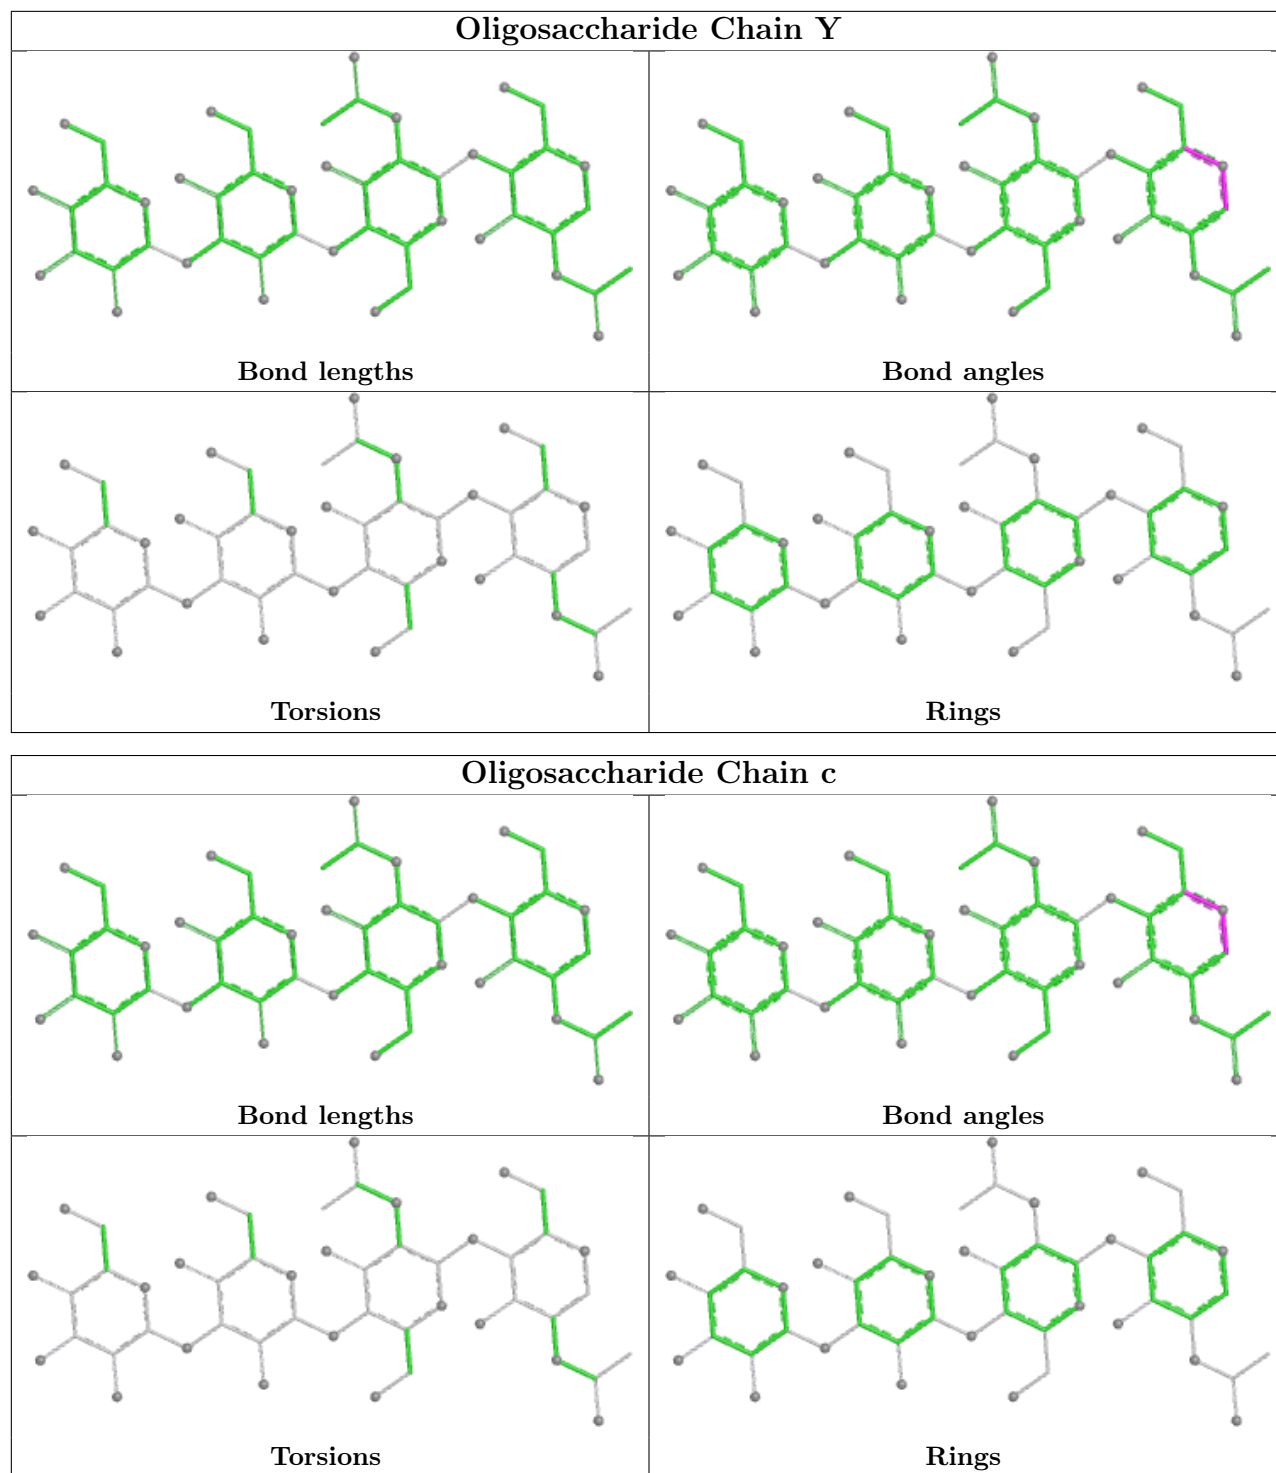 Oligosaccharide Chain Y
Bond lengths
Bond angles
Torsions
Rings
Oligosaccharide Chain c
Bond lengths
Bond angles
Torsions
Rings